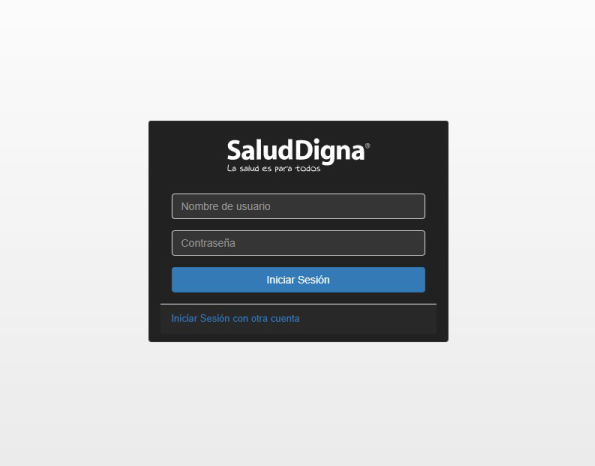 SaludDigna®
La salud es para todos
Nombre de usuario
Contraseña
Iniciar Sesión
Iniciar Sesión con otra cuenta